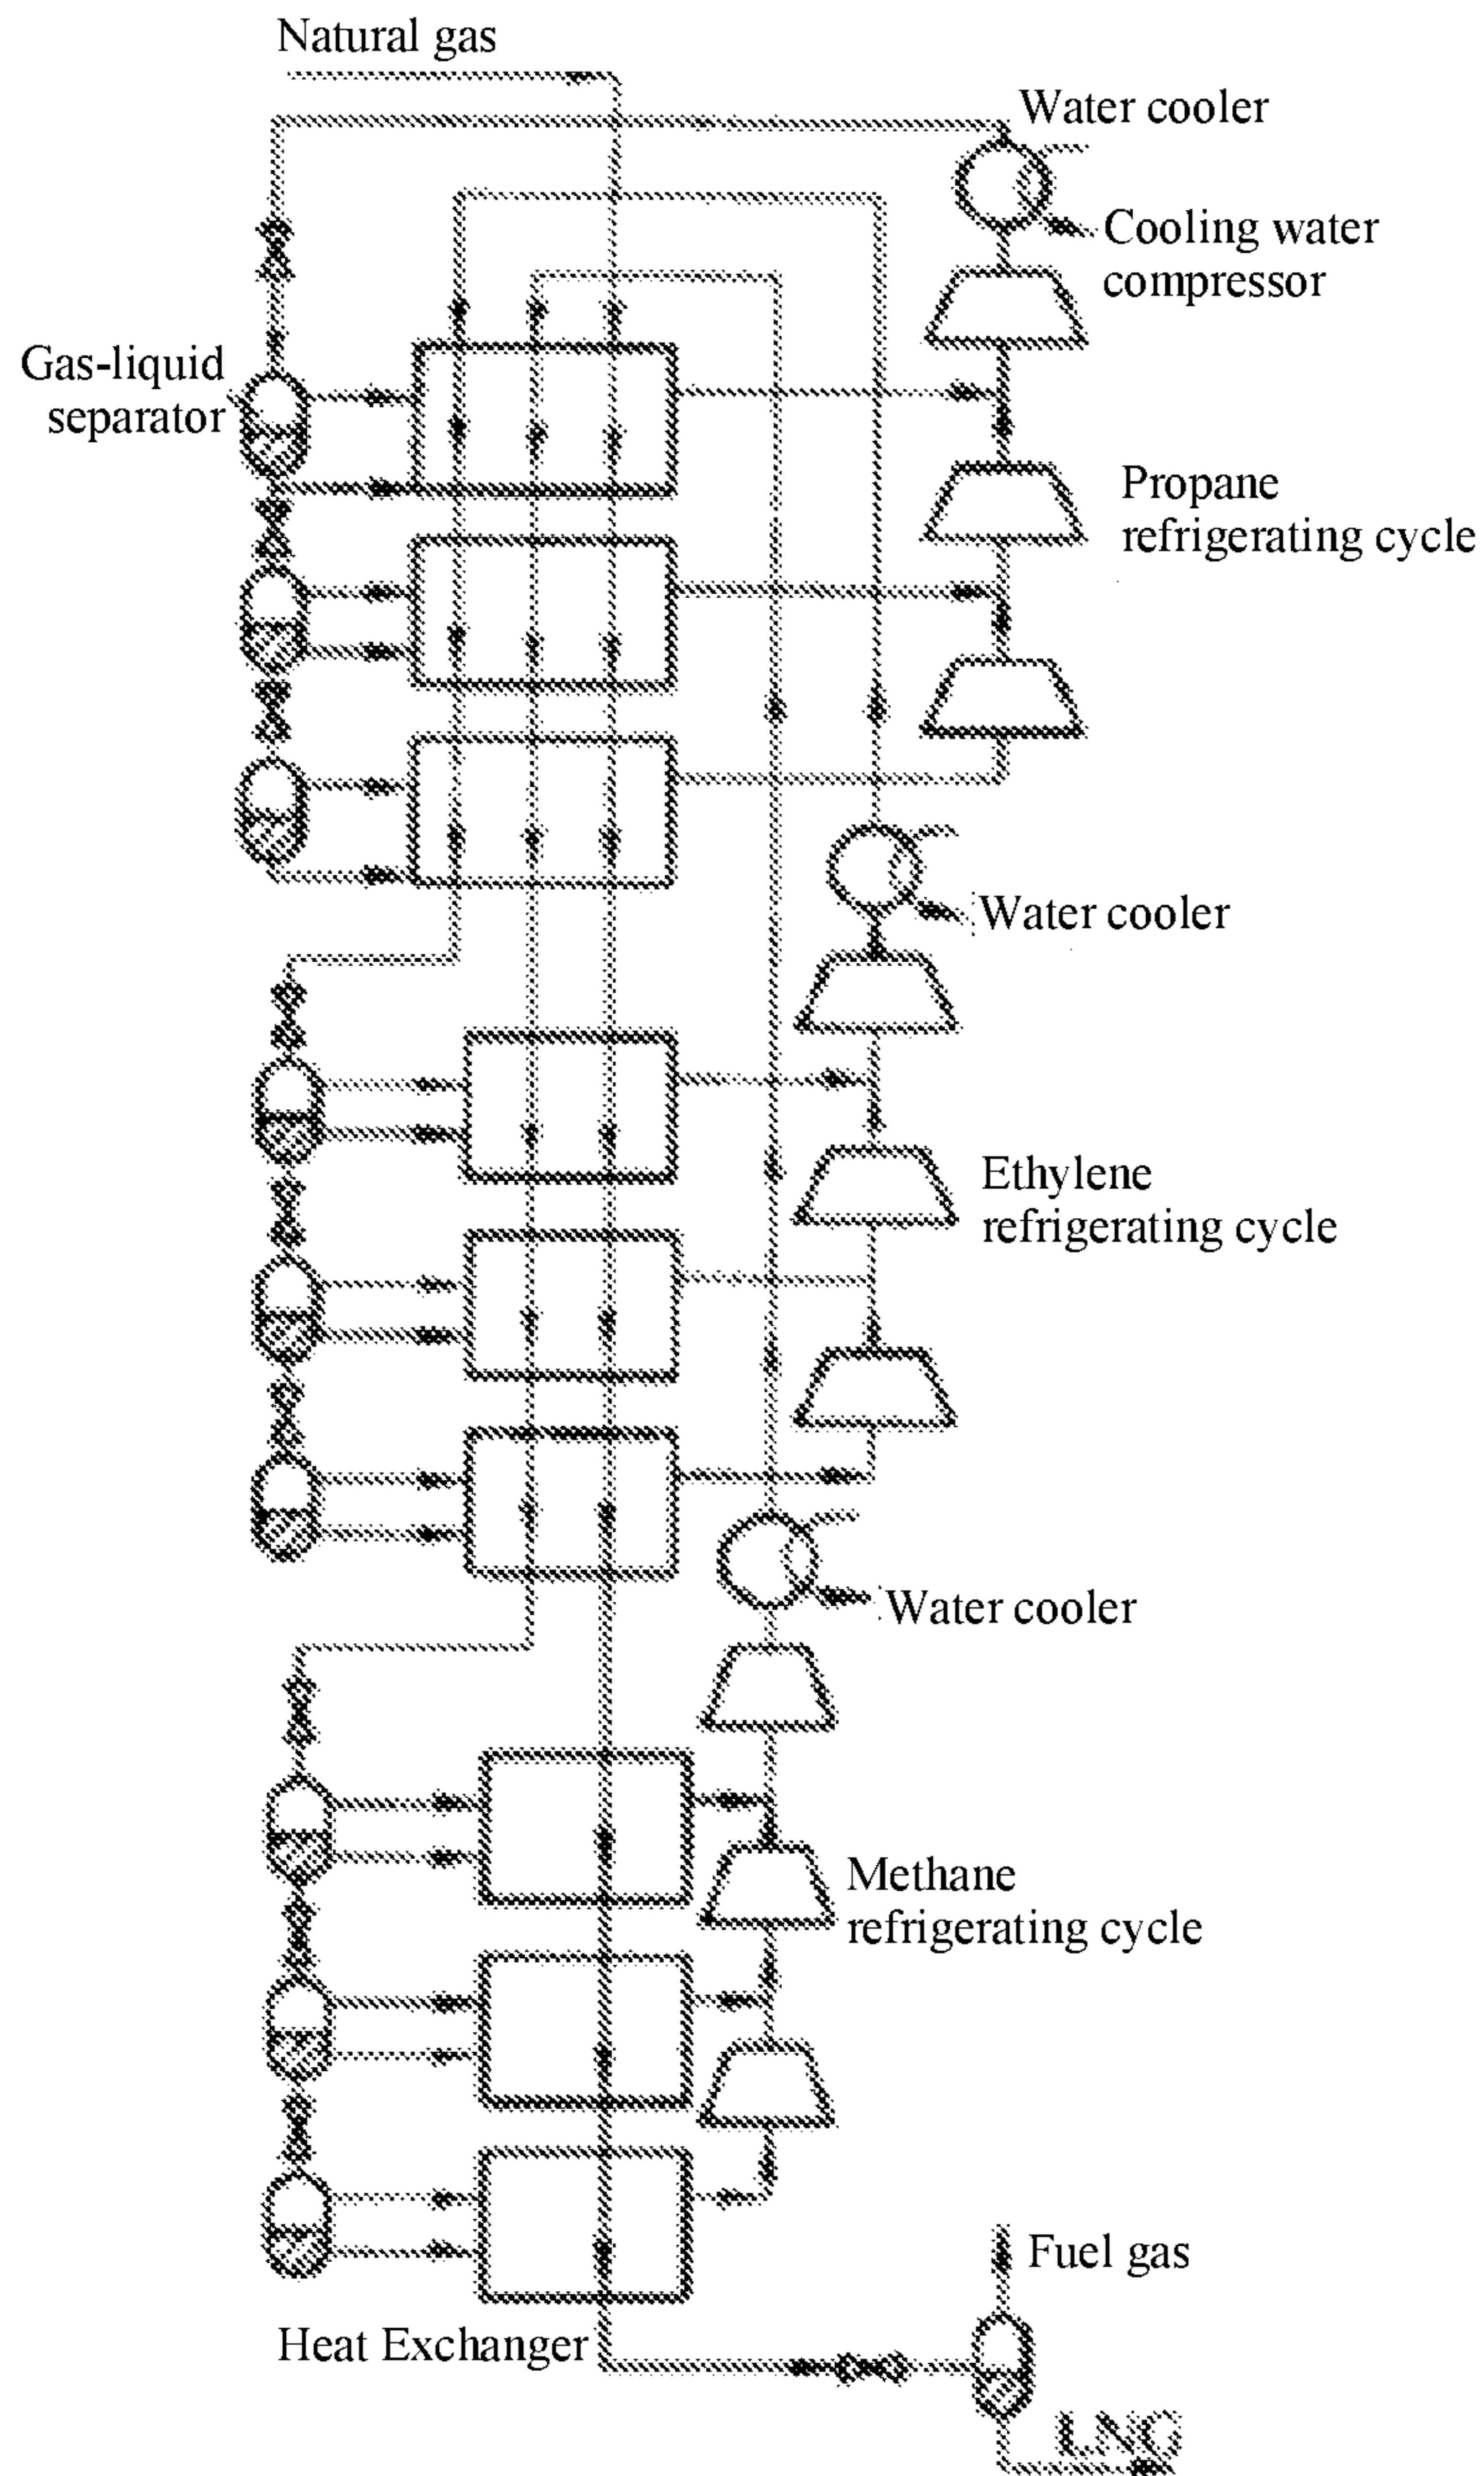 Natural gas
Water cooler
Cooling water
compressor
Gas-liquid
separator
Propane
refrigerating cycle
Water cooler
Ethylene
refrigerating cycle
Water cooler
Methane
refrigerating cycle
Fuel gas
Heat Exchanger
LNG